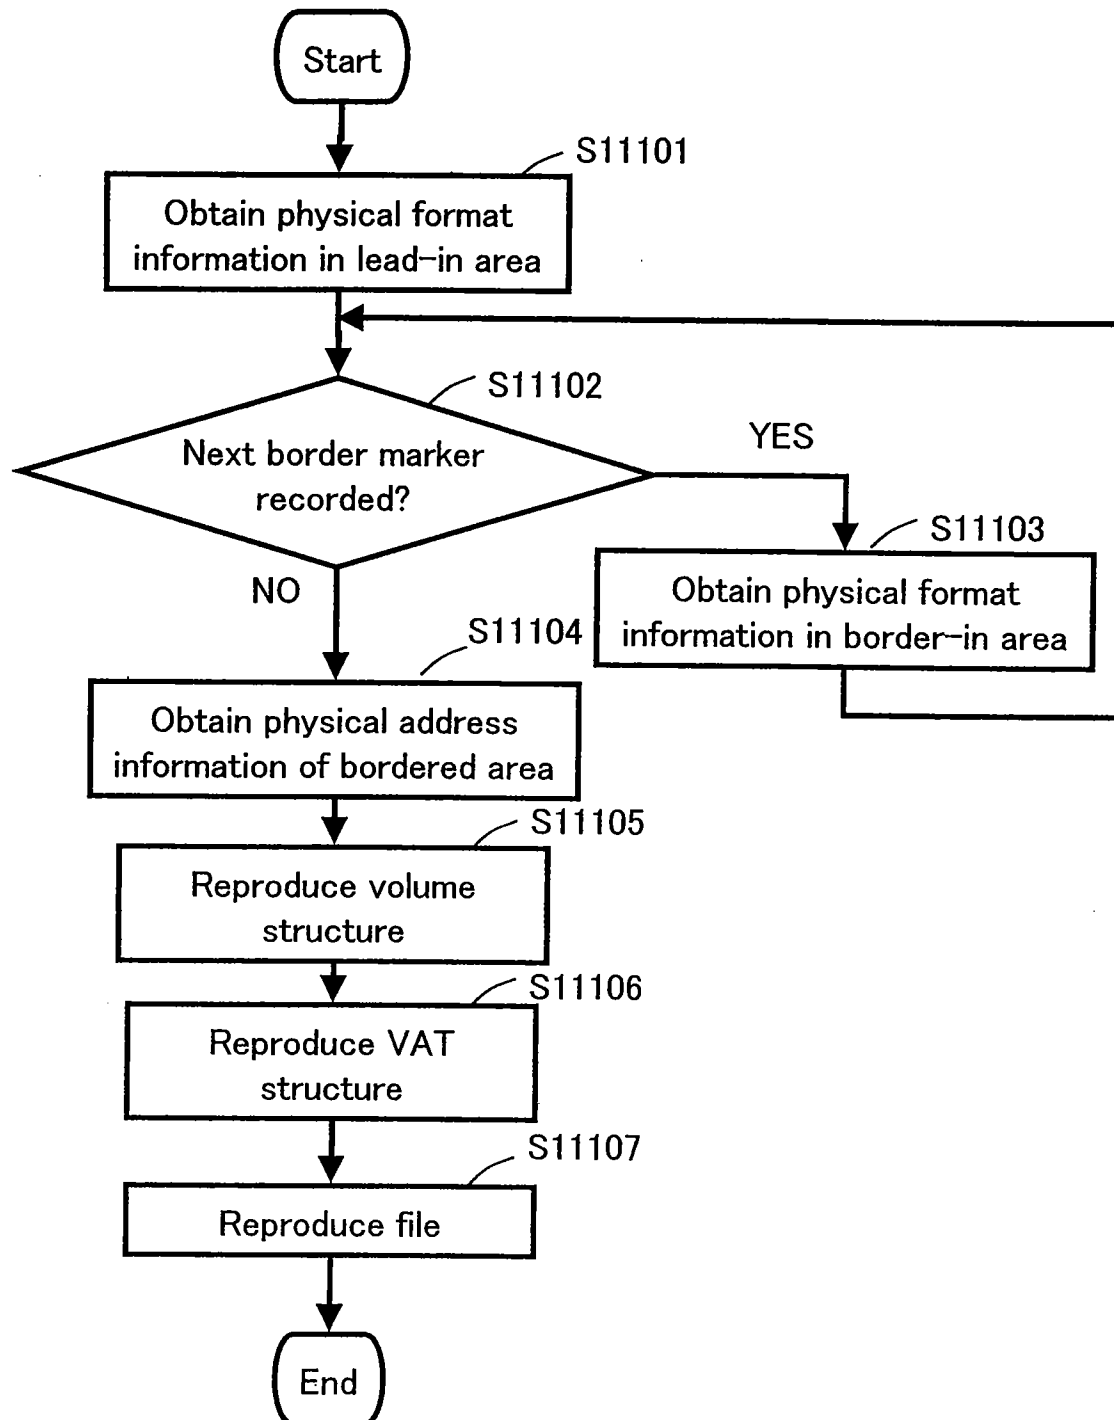 Start
S11101
Obtain physical format
information in lead-in area
S11102
Next border marker
recorded?
YES
S11103
Obtain physical format
information in border-in area
NO
S11104
Obtain physical address
information of bordered area
S11105
Reproduce volume
structure
S11106
Reproduce VAT
structure
S11107
Reproduce file
End